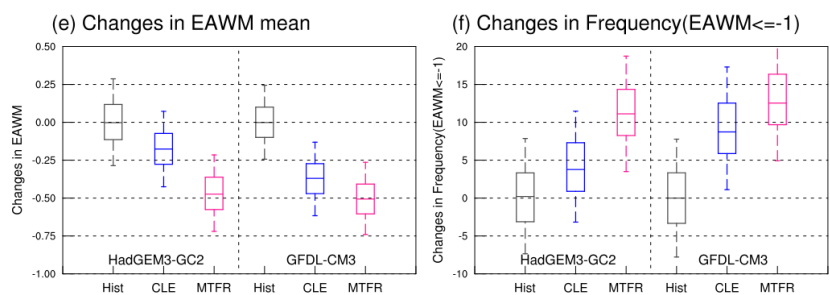 (e) Changes in EAWM mean
Changes in EAWM
0.50
0.25
0.00
-0.25
-0.50
-0.75
-1.00
HadGEM3-GC2
GFDL-CM3
Hist CLE MTFR Hist CLE MTFR
(f) Changes in Frequency(EAWM<=-1)
Changes in Frequency(EAWM<=-1)
20
15
10
5
0
-5
-10
HadGEM3-GC2
GFDL-CM3
Hist CLE MTFR Hist CLE MTFR